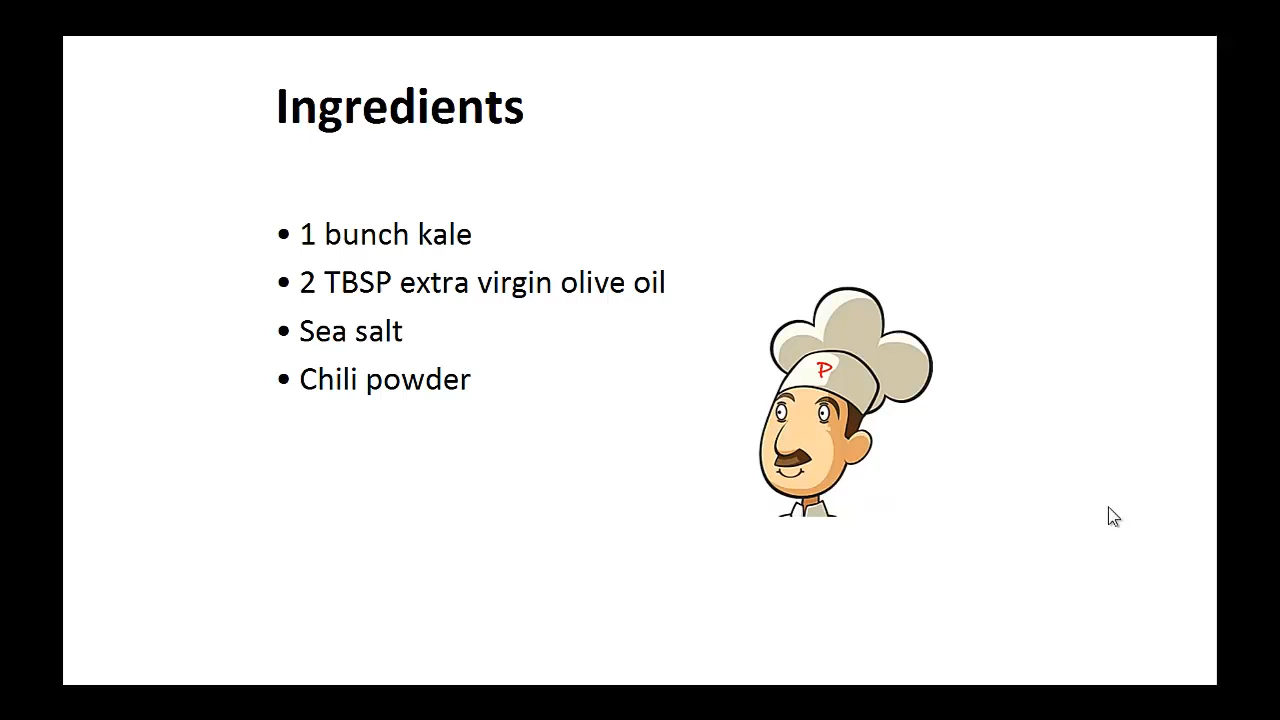 Ingredients
• 1 bunch kale
• 2 TBSP extra virgin olive oil
• Sea salt
• Chili powder
P